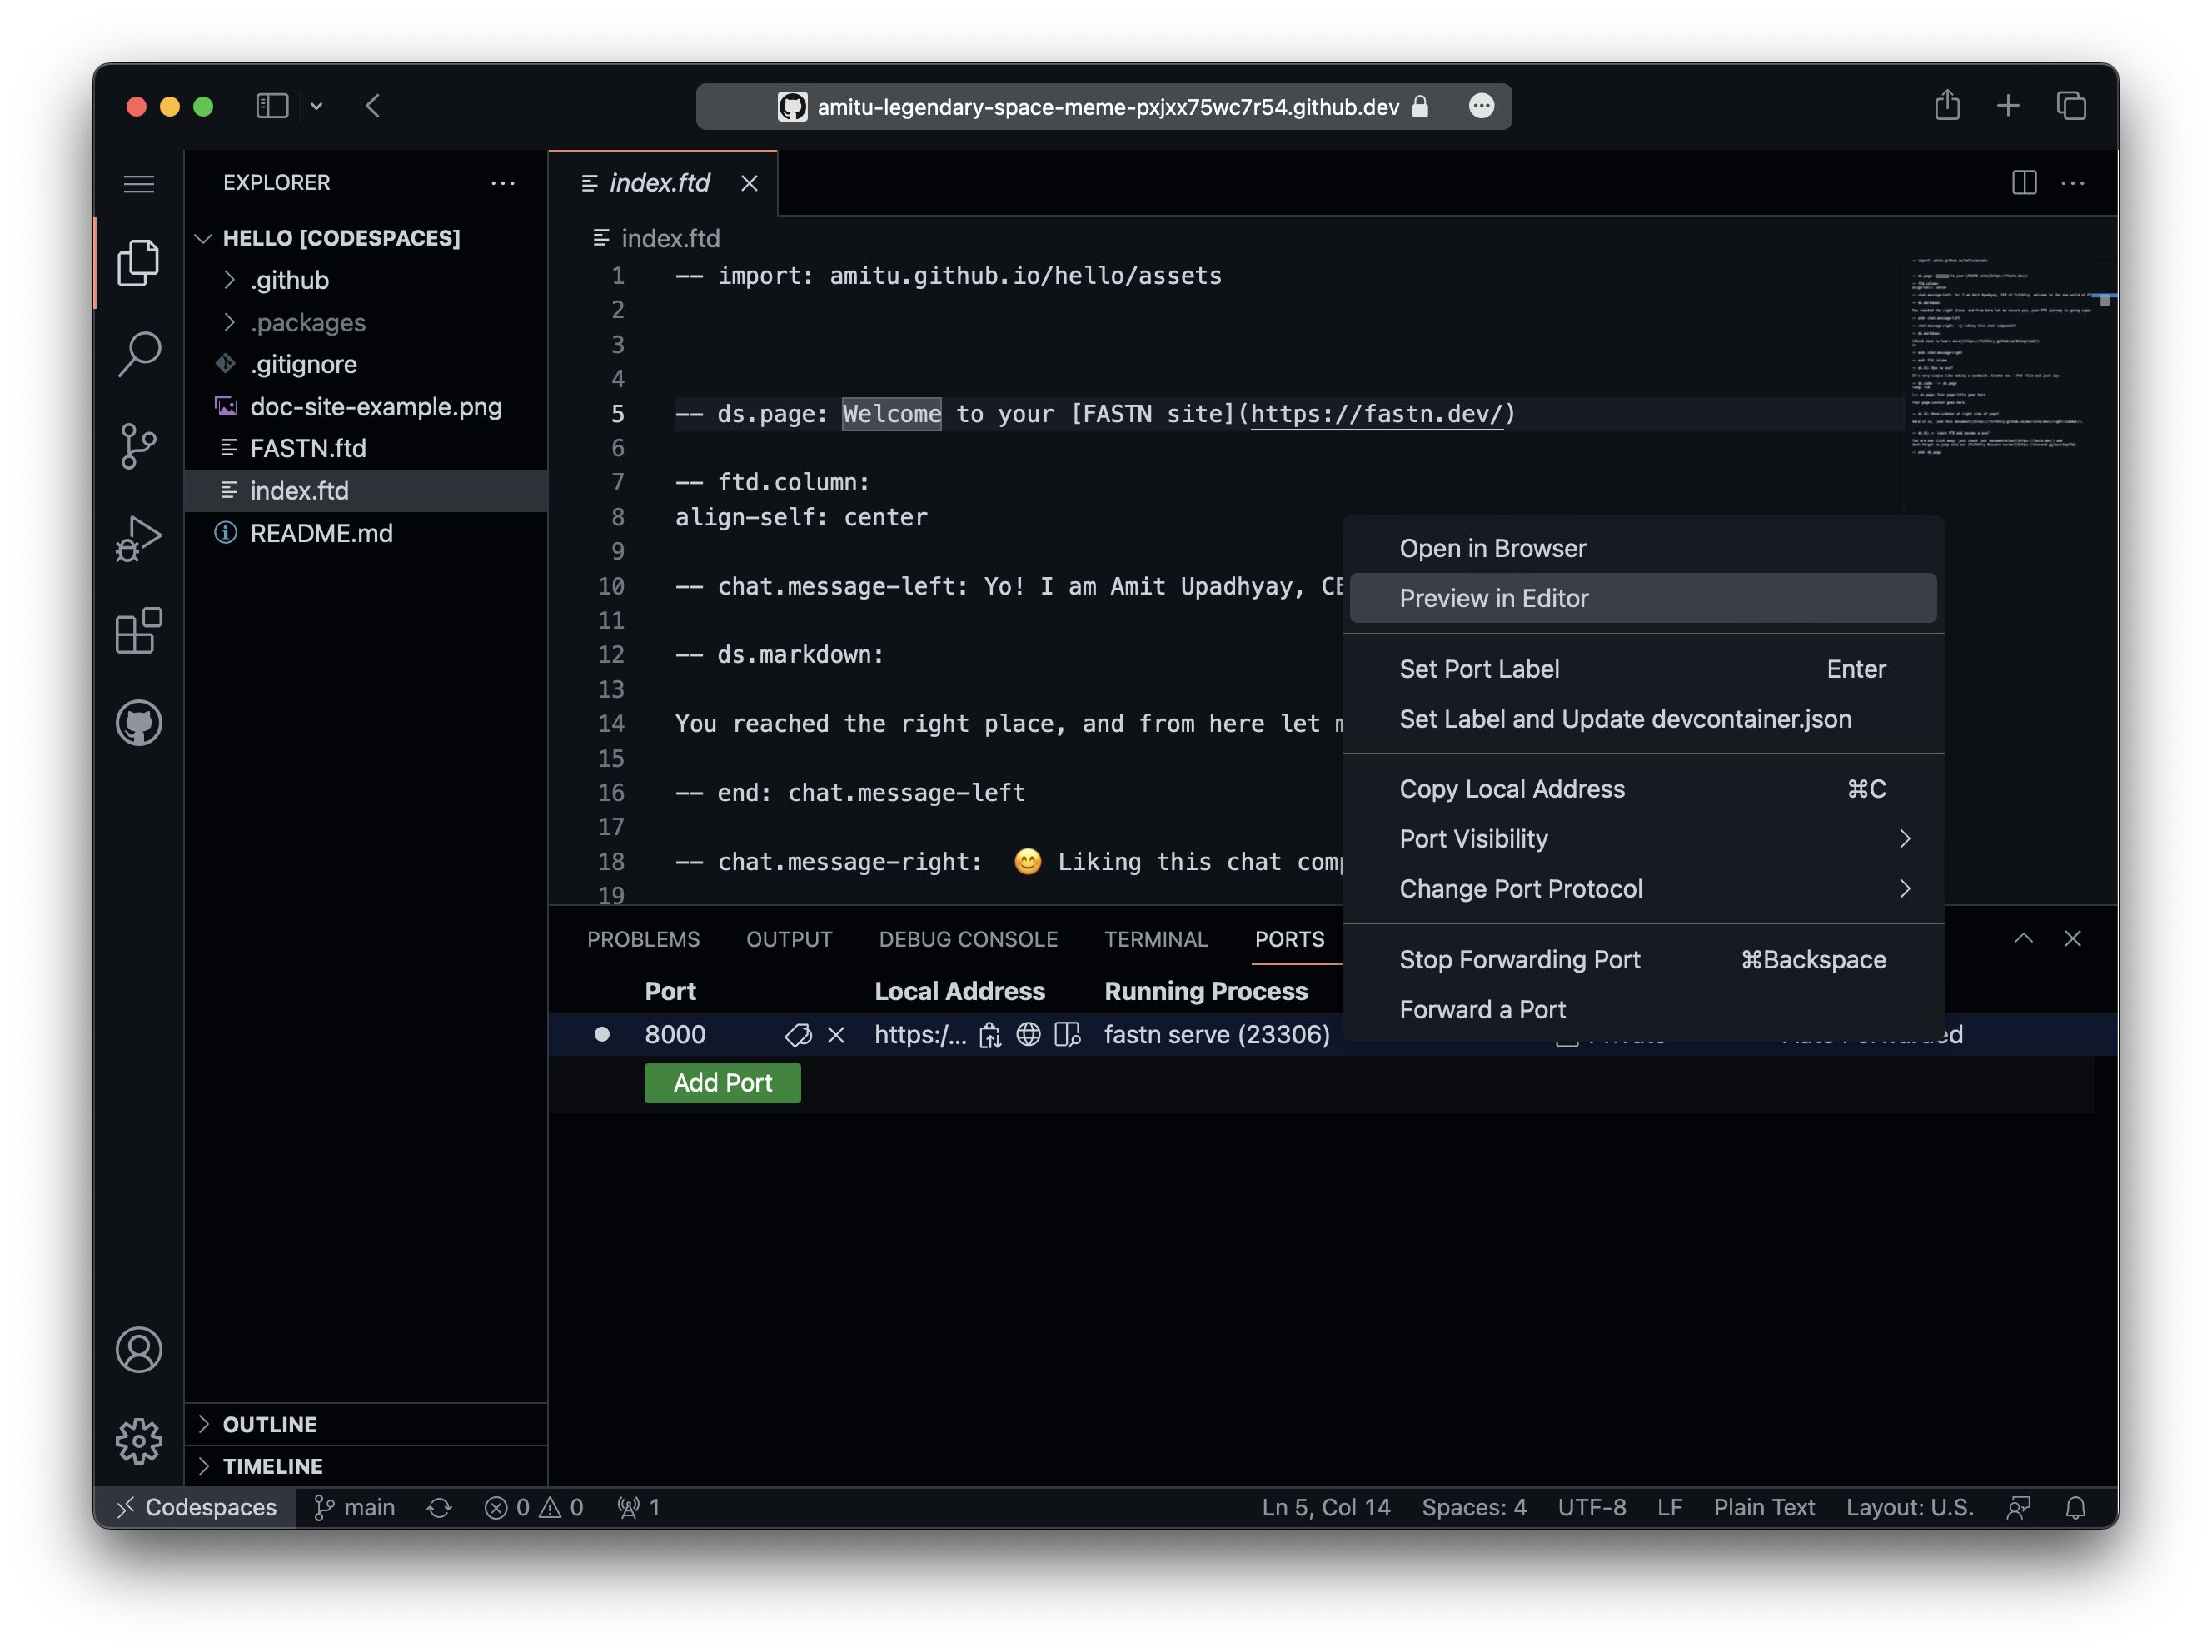 amitu-legendary-space-meme-pxjxx75wc7r54.github.dev
EXPLORER
HELLO [CODESPACES]
.github
.packages
.gitignore
doc-site-example.png
FASTN.ftd
index.ftd
README.md
OUTLINE
TIMELINE
index.ftd
index.ftd
1 -- import: amitu.github.io/hello/assets
2
3
4
5 -- ds.page: Welcome to your [FASTN site](https://fastn.dev/)
6
7 -- ftd.column:
8 align-self: center
9
10 -- chat.message-left: Yo! I am Amit Upadhyay, CE
11
12 -- ds.markdown:
13
14 You reached the right place, and from here let m
15
16 -- end: chat.message-left
17
18 -- chat.message-right: 😊 Liking this chat comp
19
Open in Browser
Preview in Editor
Set Port Label Enter
Set Label and Update devcontainer.json
Copy Local Address ⌘C
Port Visibility
Change Port Protocol
Stop Forwarding Port ⌘Backspace
Forward a Port
PROBLEMS OUTPUT DEBUG CONSOLE TERMINAL PORTS
Port Local Address Running Process
8000 https:/... fastn serve (23306)
Add Port
Codespaces main 0 0 1 Ln 5, Col 14 Spaces: 4 UTF-8 LF Plain Text Layout: U.S.